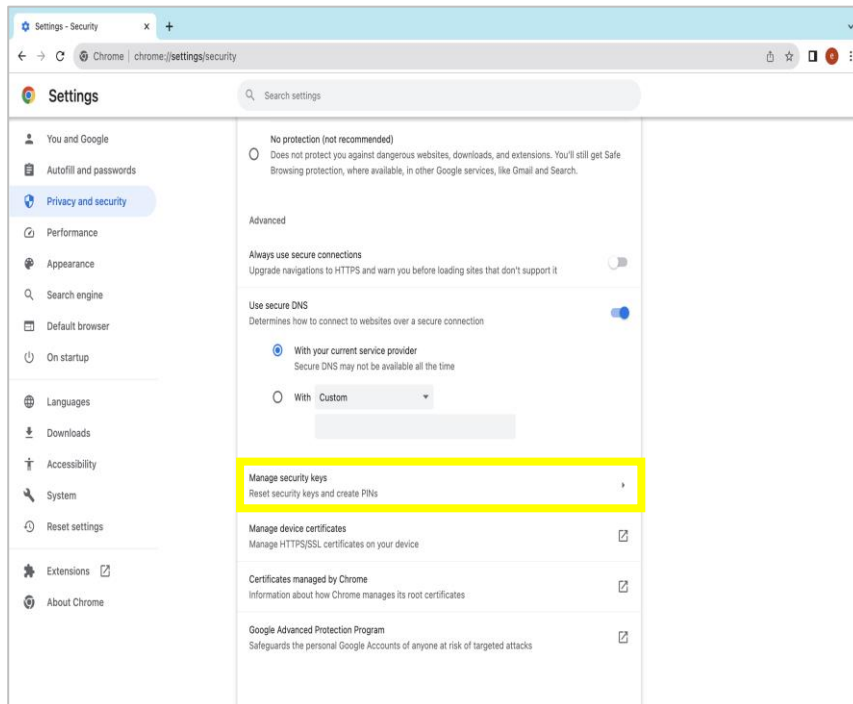 Settings - Security
Chrome | chrome://settings/security
e
Settings
Search settings
You and Google
Autofill and passwords
Privacy and security
Performance
Appearance
Search engine
Default browser
On startup
Languages
Downloads
Accessibility
System
Reset settings
Extensions
About Chrome
No protection (not recommended)
Does not protect you against dangerous websites, downloads, and extensions. You'll still get Safe
Browsing protection, where available, in other Google services, like Gmail and Search.
Advanced
Always use secure connections
Upgrade navigations to HTTPS and warn you before loading sites that don't support it
Use secure DNS
Determines how to connect to websites over a secure connection
With your current service provider
Secure DNS may not be available all the time
With Custom
Manage security keys
Reset security keys and create PINs
Manage device certificates
Manage HTTPS/SSL certificates on your device
Certificates managed by Chrome
Information about how Chrome manages its root certificates
Google Advanced Protection Program
Safeguards the personal Google Accounts of anyone at risk of targeted attacks